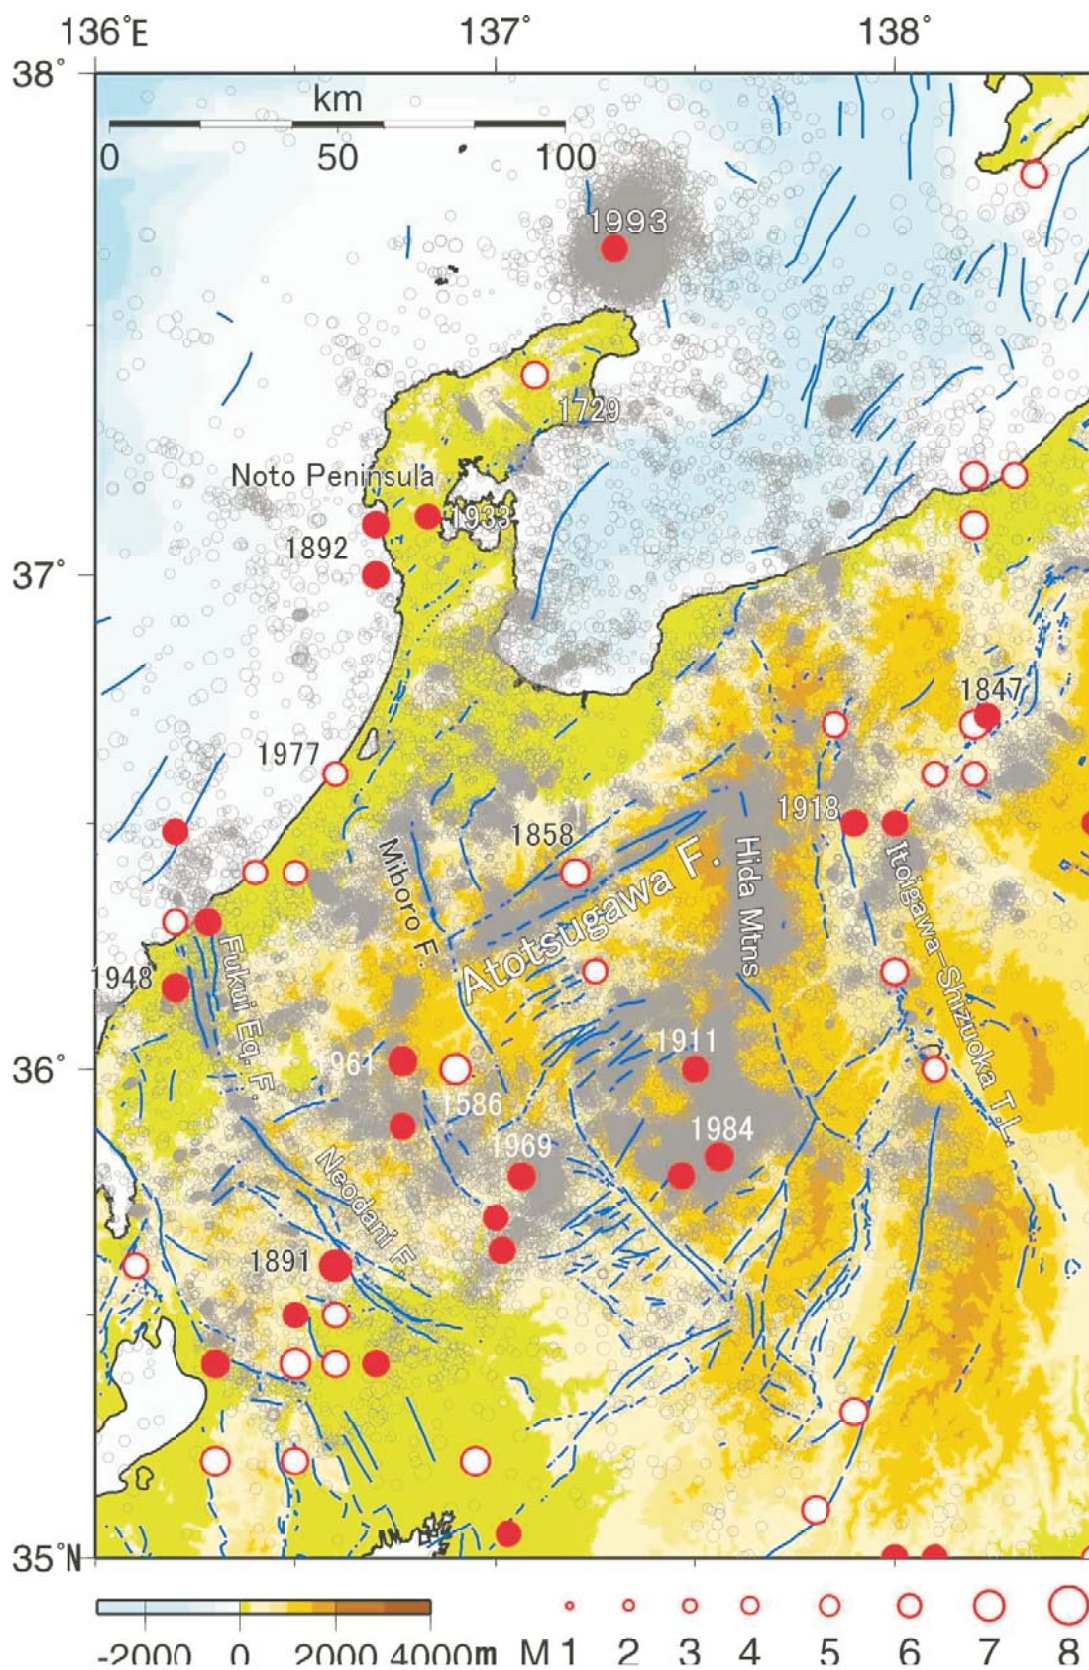 136°E 137° 138°
38°
km
0 50 100
1993
1729
Noto Peninsula
1933
1892
37°
1847
1977
1918
1858
Miboro F.
Atotsugawa F.
Hida Mtns
Itoigawa-Shizuoka T.L.
1948
Fukui Eq. F.
36°
1961
1911
1586
1984
1969
Neodani F.
1891
35°N
-2000 0 2000 4000m M 1 2 3 4 5 6 7 8